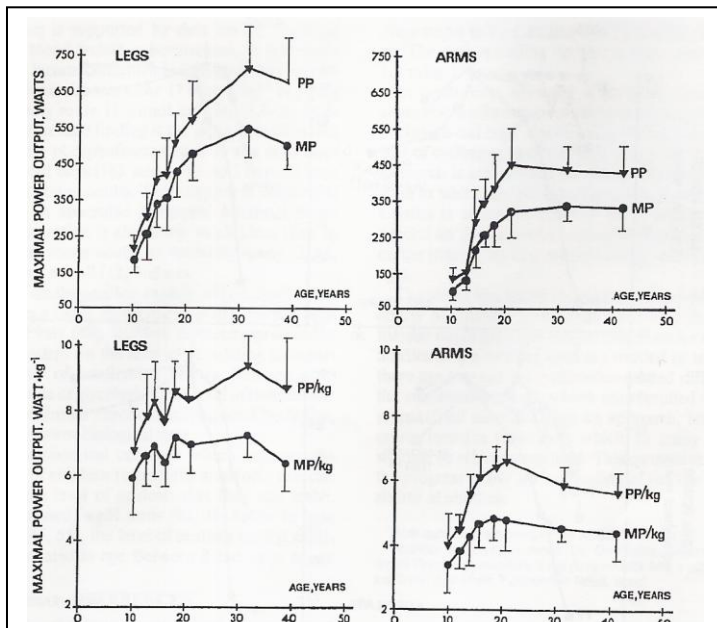 LEGS
MAXIMAL POWER OUTPUT, WATTS
750
650
550
450
350
250
150
50
PP
MP
AGE, YEARS
0 10 20 30 40 50
ARMS
750
650
550
450
350
250
150
50
PP
MP
AGE, YEARS
0 10 20 30 40 50
LEGS
MAXIMAL POWER OUTPUT. WATT·kg-1
10
8
6
4
2
PP/kg
MP/kg
AGE, YEARS
0 10 20 30 40 50
ARMS
10
8
6
4
2
PP/kg
MP/kg
AGE, YEARS
0 10 20 30 40 50